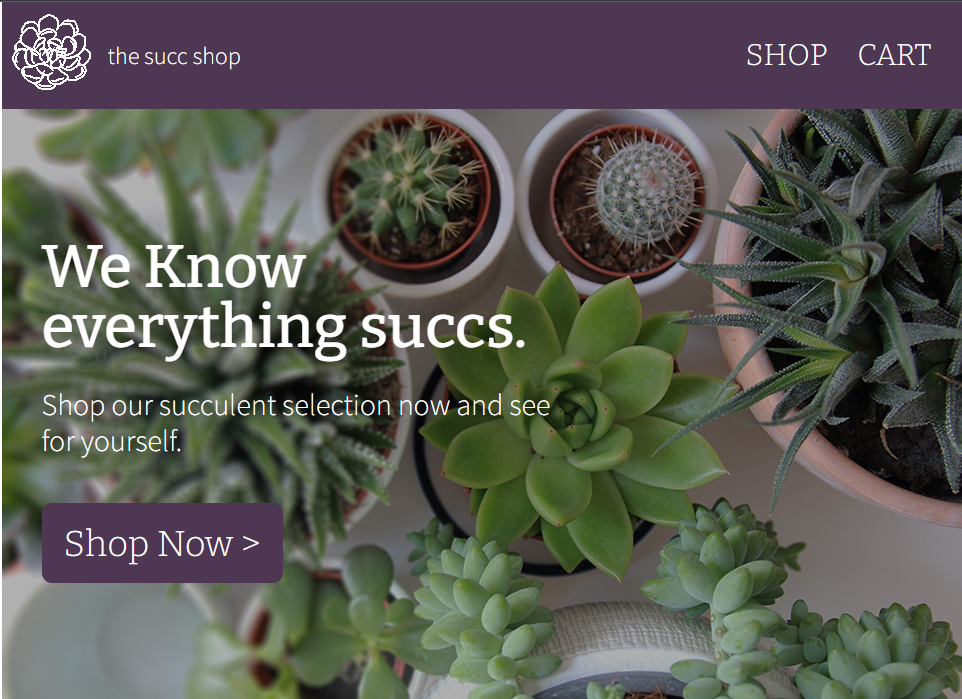 the succ shop
SHOP CART
We Know
everything succs.
Shop our succulent selection now and see
for yourself.
Shop Now >